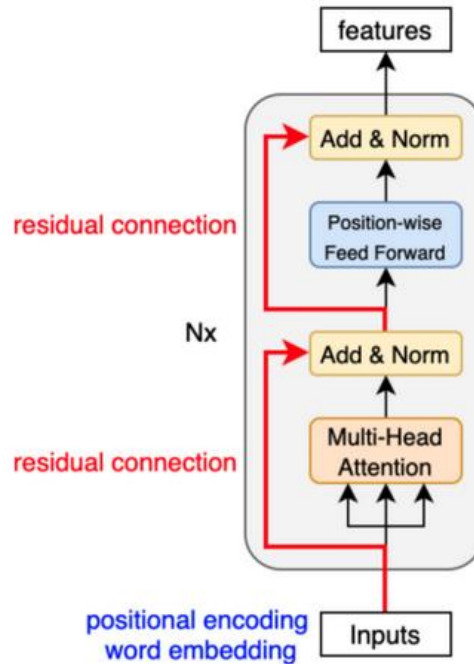 features
Add & Norm
residual connection
Position-wise
Feed Forward
Nx
Add & Norm
residual connection
Multi-Head
Attention
positional encoding
word embedding
Inputs